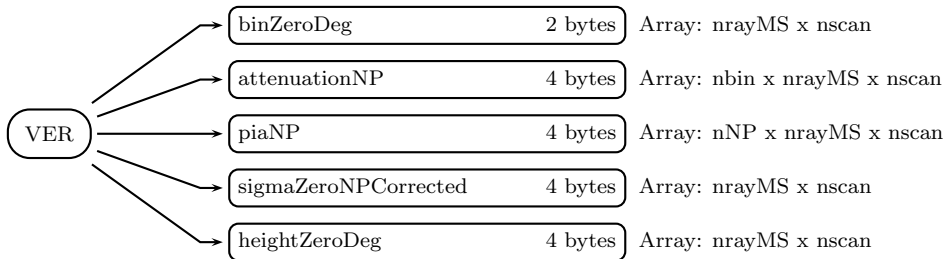 binZeroDeg 2 bytes Array: nrayMS x nscan
attenuationNP 4 bytes Array: nbin x nrayMS x nscan
VER piaNP 4 bytes Array: nNP x nrayMS x nscan
sigmaZeroNPCorrected 4 bytes Array: nrayMS x nscan
heightZeroDeg 4 bytes Array: nrayMS x nscan